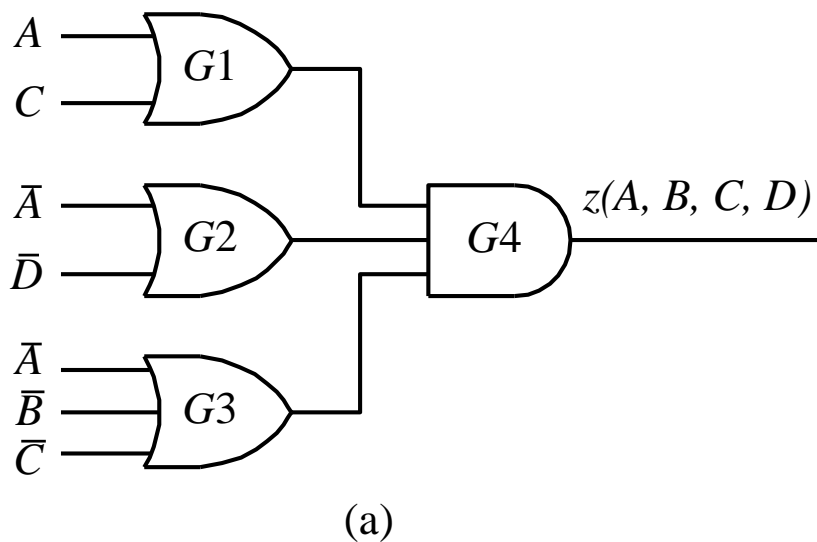 A
G1
C
A̅
G2
D̅
z(A, B, C, D)
G4
A̅
B̅
G3
C̅
(a)